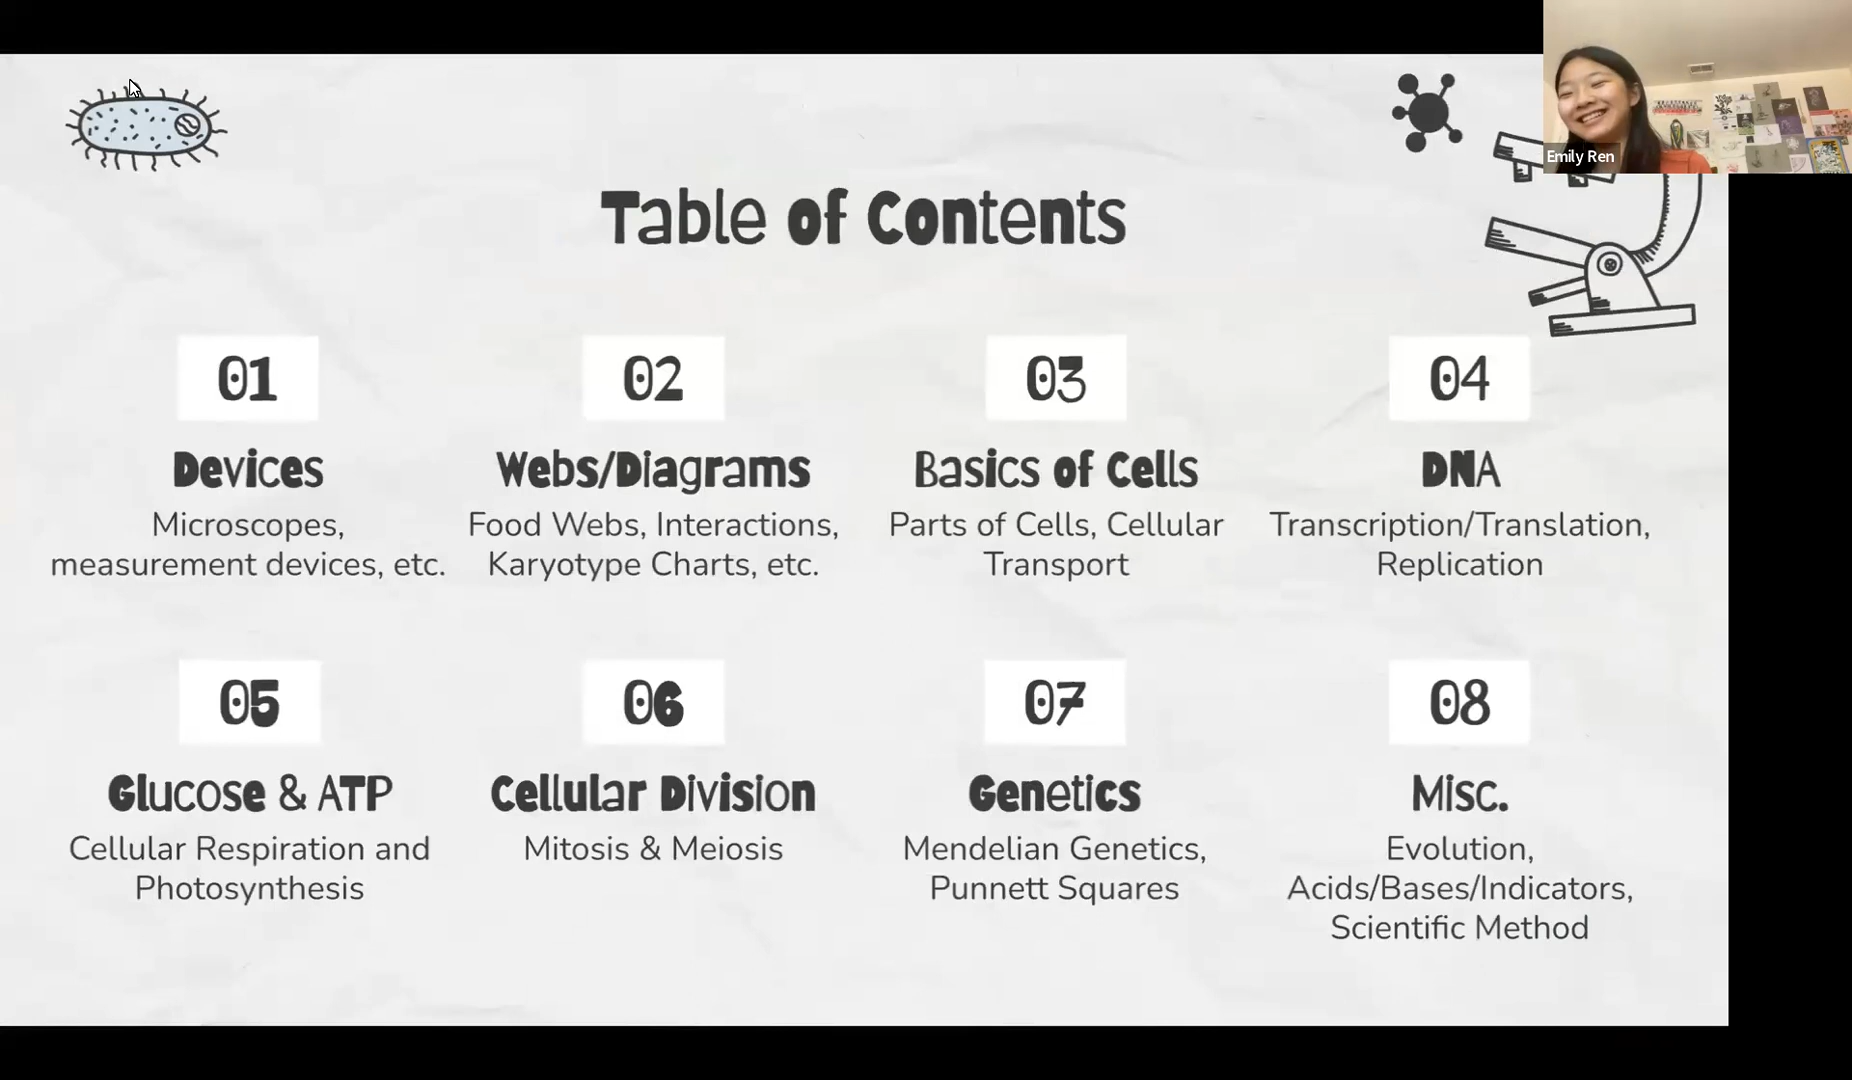 Emily Ren
Table of Contents
01
Devices
Microscopes,
measurement devices, etc.
02
Webs/Diagrams
Food Webs, Interactions,
Karyotype Charts, etc.
03
Basics of Cells
Parts of Cells, Cellular
Transport
04
DNA
Transcription/Translation,
Replication
05
Glucose & ATP
Cellular Respiration and
Photosynthesis
06
Cellular Division
Mitosis & Meiosis
07
Genetics
Mendelian Genetics,
Punnett Squares
08
Misc.
Evolution,
Acids/Bases/Indicators,
Scientific Method